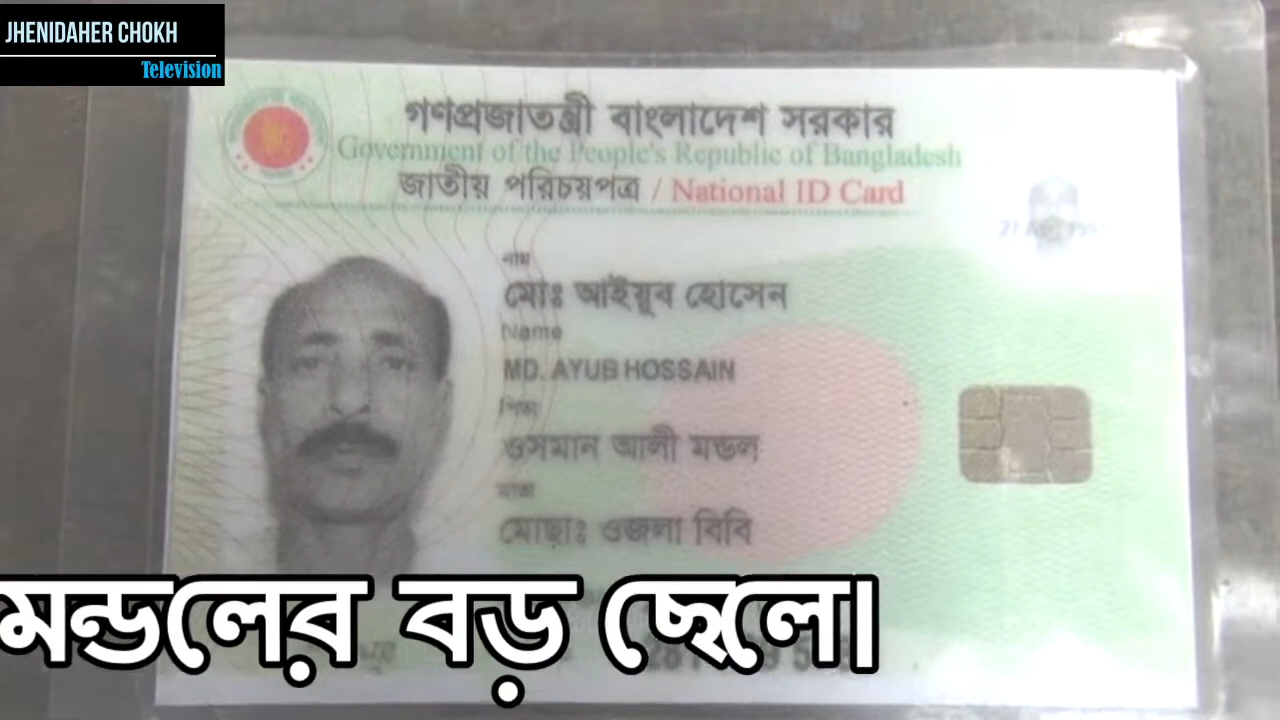 JHENIDAHER CHOKH
Television
গণপ্রজাতন্ত্রী বাংলাদেশ সরকার
Government of the People's Republic of Bangladesh
জাতীয় পরিচয়পত্র / National ID Card
নাম
মোঃ আইয়ুব হোসেন
Name
MD. AYUB HOSSAIN
পিতা
ওসমান আলী মন্ডল
মাতা
মোছাঃ ওজলা বিবি
মন্ডলের বড় ছেলে।